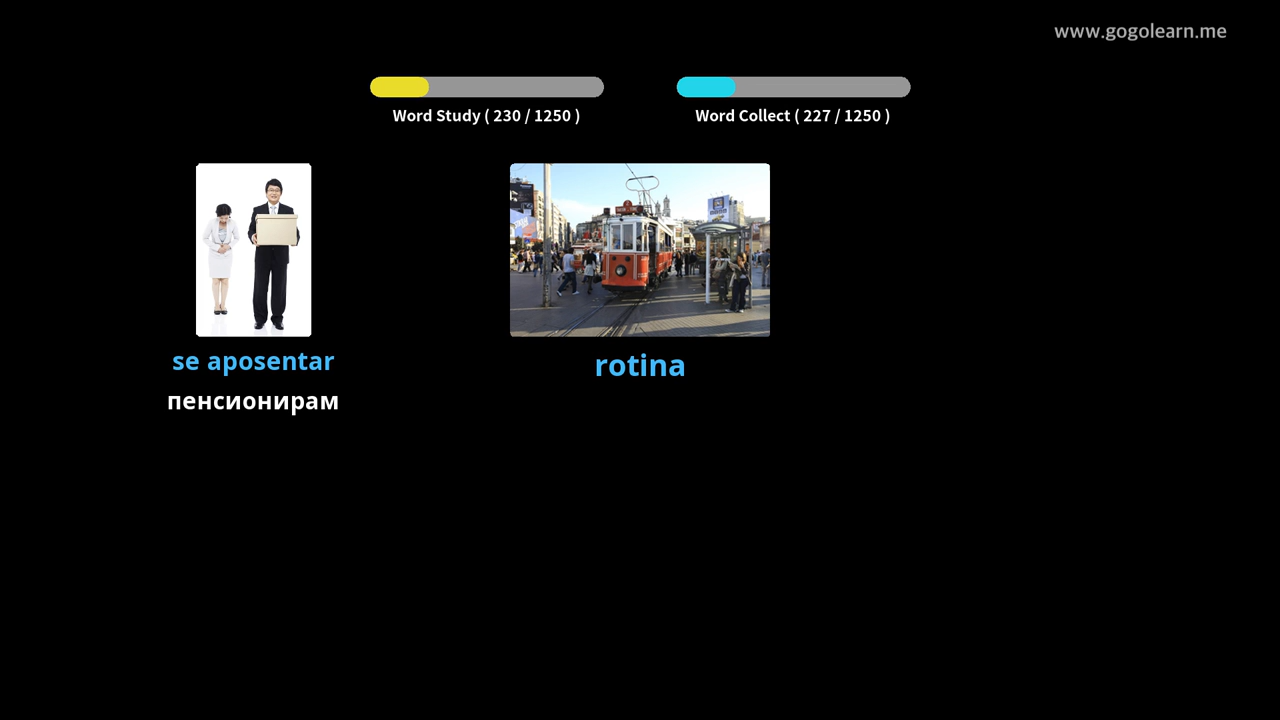 www.gogolearn.me
Word Study ( 230 / 1250 )
Word Collect ( 227 / 1250 )
se aposentar
пенсионирам
rotina